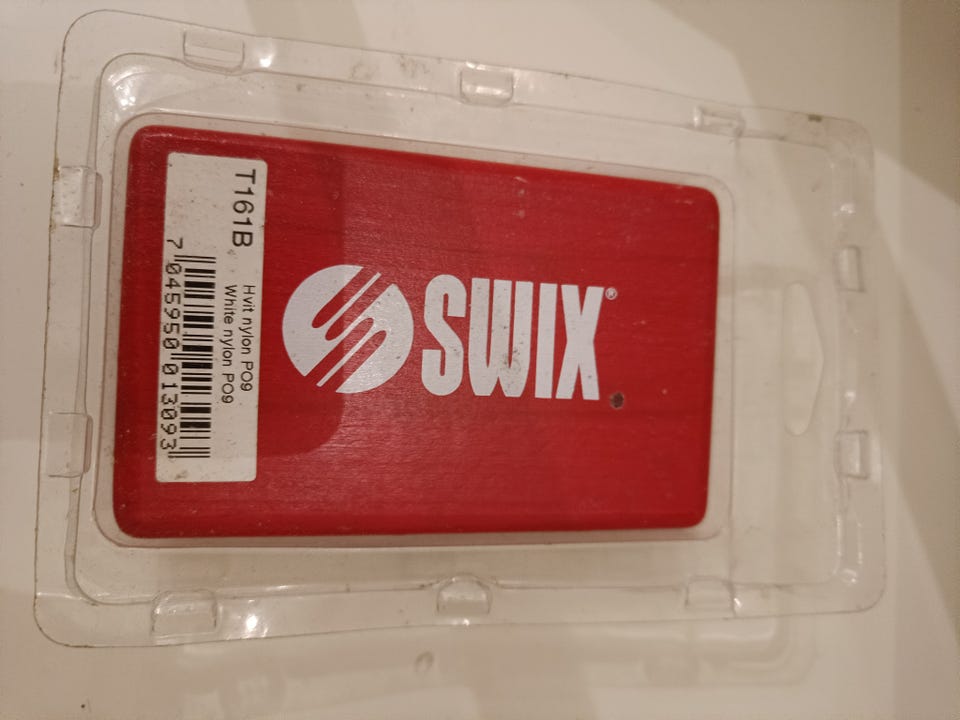 SWIX®
T161B
Hvit nylon PO9
White nylon PO9
7 045950 013093